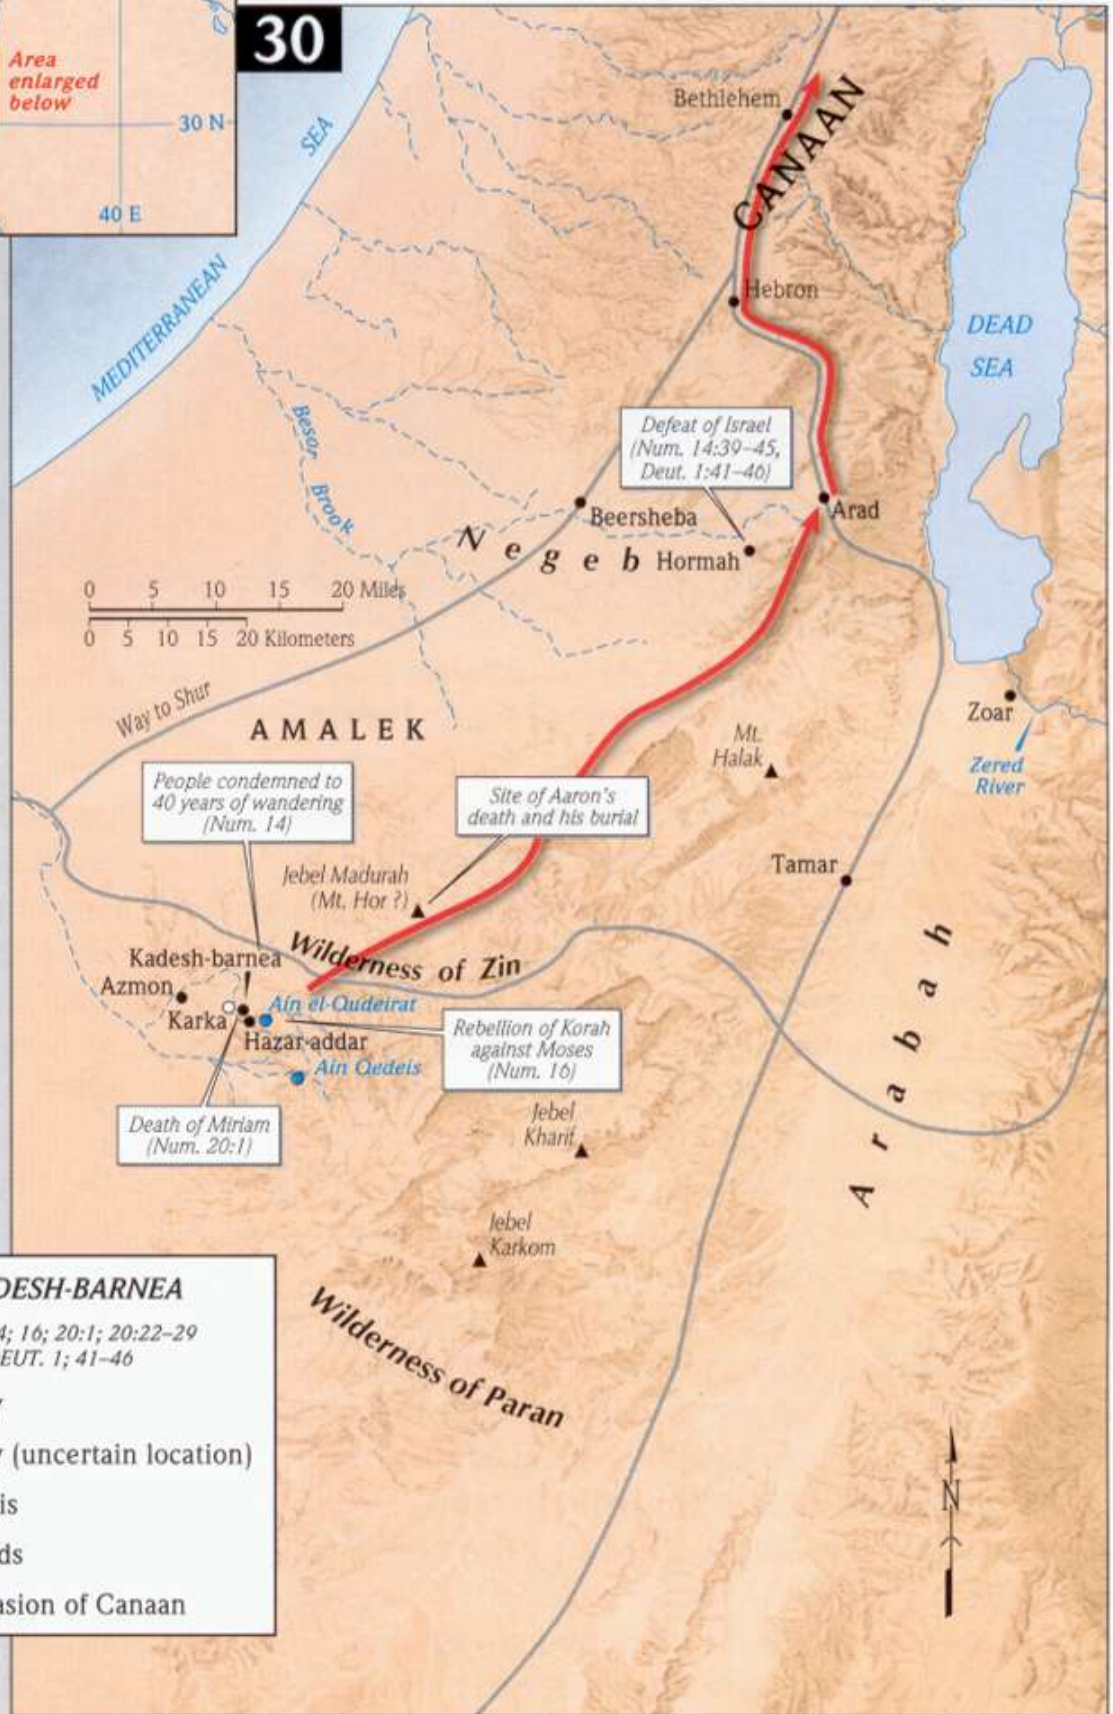 30
Area
enlarged
below
30 N
40 E
SEA
MEDITERRANEAN
Bethlehem
CANAAN
Hebron
DEAD
SEA
Defeat of Israel
(Num. 14:39–45,
Deut. 1:41–46)
Besor
Brook
Beersheba
Arad
Negeb
Hormah
0 5 10 15 20 Miles
0 5 10 15 20 Kilometers
Way to Shur
AMALEK
Zoar
Zered
River
Mt.
Halak
People condemned to
40 years of wandering
(Num. 14)
Site of Aaron's
death and his burial
Jebel Madurah
(Mt. Hor ?)
Tamar
Wilderness of Zin
Kadesh-barnea
Azmon
Karka
Ain el-Qudeirat
Hazar-addar
Ain Qedeis
Rebellion of Korah
against Moses
(Num. 16)
Arabah
Death of Miriam
(Num. 20:1)
Jebel
Kharif
Jebel
Karkom
Wilderness of Paran
DESH-BARNEA
4; 16; 20:1; 20:22–29
EUT. 1; 41–46
y (uncertain location)
is
ds
asion of Canaan
N